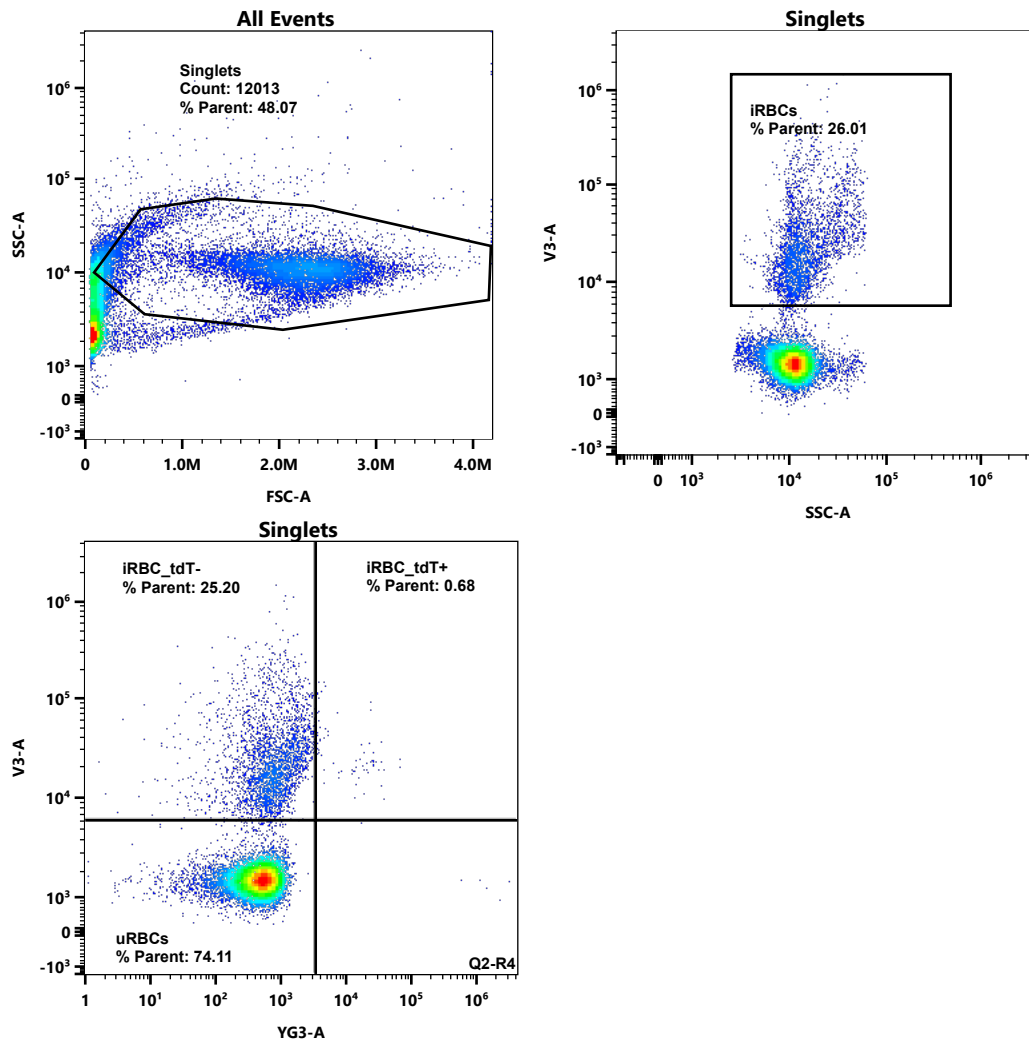 All Events
Singlets
Count: 12013
% Parent: 48.07
SSC-A
10⁶
10⁵
10⁴
10³
0
-10³
0
1.0M
2.0M
3.0M
4.0M
FSC-A
Singlets
iRBCs
% Parent: 26.01
V3-A
10⁶
10⁵
10⁴
10³
0
-10³
0
10³
10⁴
10⁵
10⁶
SSC-A
Singlets
iRBC_tdT-
% Parent: 25.20
iRBC_tdT+
% Parent: 0.68
V3-A
10⁶
10⁵
10⁴
10³
0
-10³
uRBCs
% Parent: 74.11
Q2-R4
1
10¹
10²
10³
10⁴
10⁵
10⁶
YG3-A